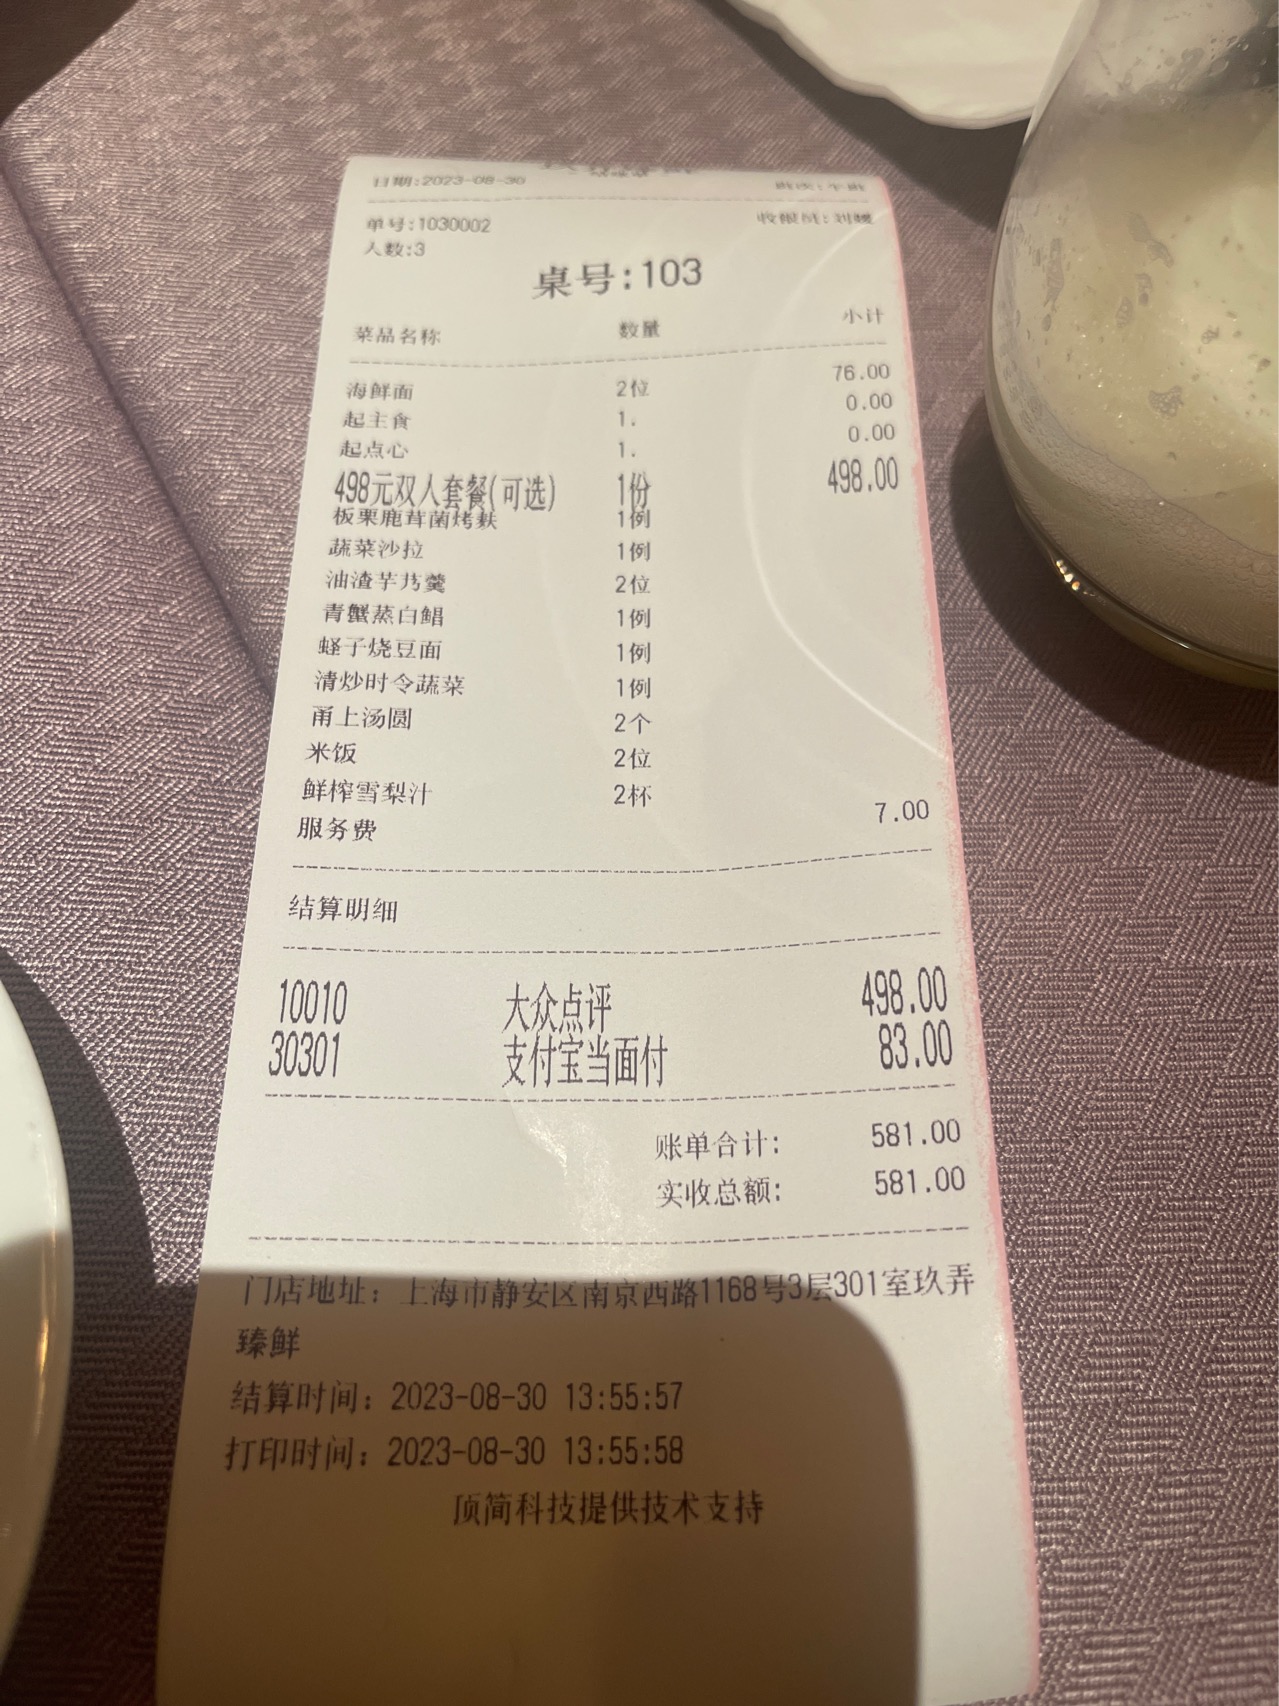 日期:2023-08-30
单号:1030002
人数:3
桌号:103
菜品名称 数量 小计
海鲜面 2位 76.00
起主食 1. 0.00
起点心 1. 0.00
498元双人套餐(可选) 1份 498.00
板栗鹿茸菌烤麸 1例
蔬菜沙拉 1例
油渣芋艿羹 2位
青蟹蒸白鲳 1例
蛏子烧豆面 1例
清炒时令蔬菜 1例
甬上汤圆 2个
米饭 2位
鲜榨雪梨汁 2杯
服务费 7.00
结算明细
10010 大众点评 498.00
30301 支付宝当面付 83.00
账单合计: 581.00
实收总额: 581.00
门店地址：上海市静安区南京西路1168号3层301室玖弄
臻鲜
结算时间：2023-08-30 13:55:57
打印时间：2023-08-30 13:55:58
顶简科技提供技术支持